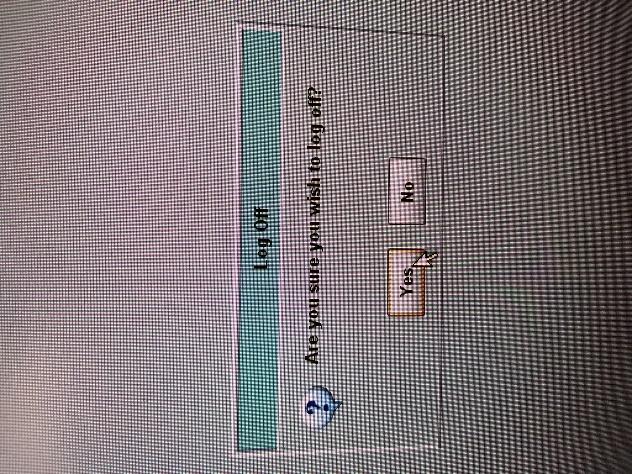 Log Off
Are you sure you wish to log off?
Yes
No